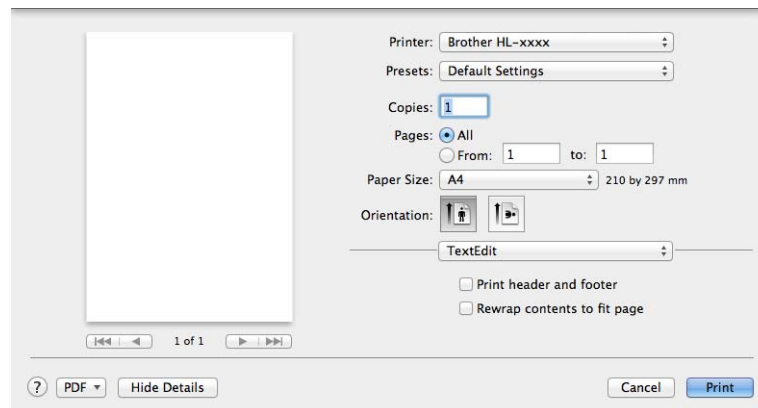 Printer: Brother HL-xxxx
Presets: Default Settings
Copies: 1
Pages: All
From: 1 to: 1
Paper Size: A4 210 by 297 mm
Orientation:
TextEdit
Print header and footer
Rewrap contents to fit page
1 of 1
? PDF Hide Details Cancel Print